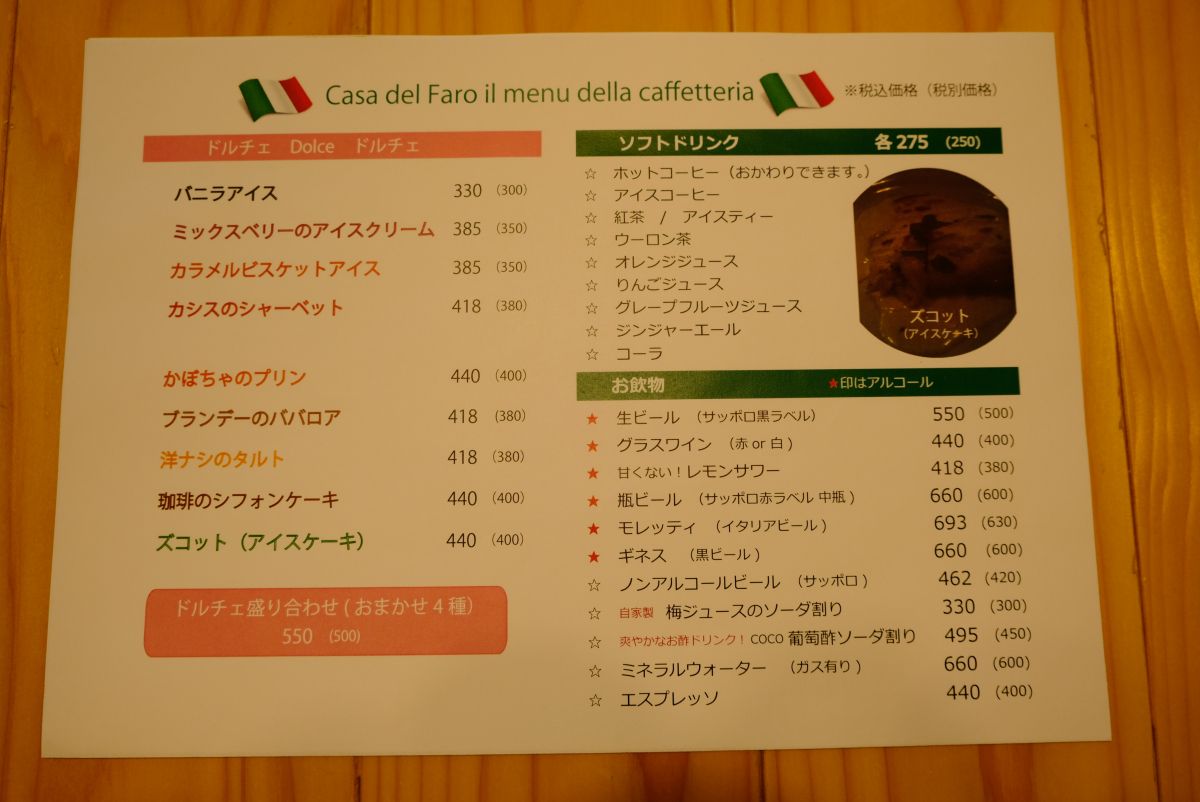 Casa del Faro il menu della caffetteria
※税込価格（税別価格）
ドルチェ Dolce ドルチェ
バニラアイス 330 (300)
ミックスベリーのアイスクリーム 385 (350)
カラメルビスケットアイス 385 (350)
カシスのシャーベット 418 (380)
かぼちゃのプリン 440 (400)
ブランデーのババロア 418 (380)
洋ナシのタルト 418 (380)
珈琲のシフォンケーキ 440 (400)
ズコット（アイスケーキ） 440 (400)
ドルチェ盛り合わせ ( おまかせ 4 種）
550 (500)
ソフトドリンク 各 275 (250)
☆ ホットコーヒー（おかわりできます。）
☆ アイスコーヒー
☆ 紅茶 / アイスティー
☆ ウーロン茶
☆ オレンジジュース
☆ りんごジュース
☆ グレープフルーツジュース
☆ ジンジャーエール
☆ コーラ
ズコット
（アイスケーキ）
お飲物 ★印はアルコール
★ 生ビール （サッポロ黒ラベル） 550 (500)
★ グラスワイン （赤 or 白 ) 440 (400)
★ 甘くない！レモンサワー 418 (380)
★ 瓶ビール （サッポロ赤ラベル 中瓶 ) 660 (600)
★ モレッティ （イタリアビール ) 693 (630)
★ ギネス （黒ビール ) 660 (600)
☆ ノンアルコールビール （サッポロ ) 462 (420)
☆ 自家製 梅ジュースのソーダ割り 330 (300)
☆ 爽やかなお酢ドリンク！ COCO 葡萄酢ソーダ割り 495 (450)
☆ ミネラルウォーター （ガス有り ) 660 (600)
☆ エスプレッソ 440 (400)